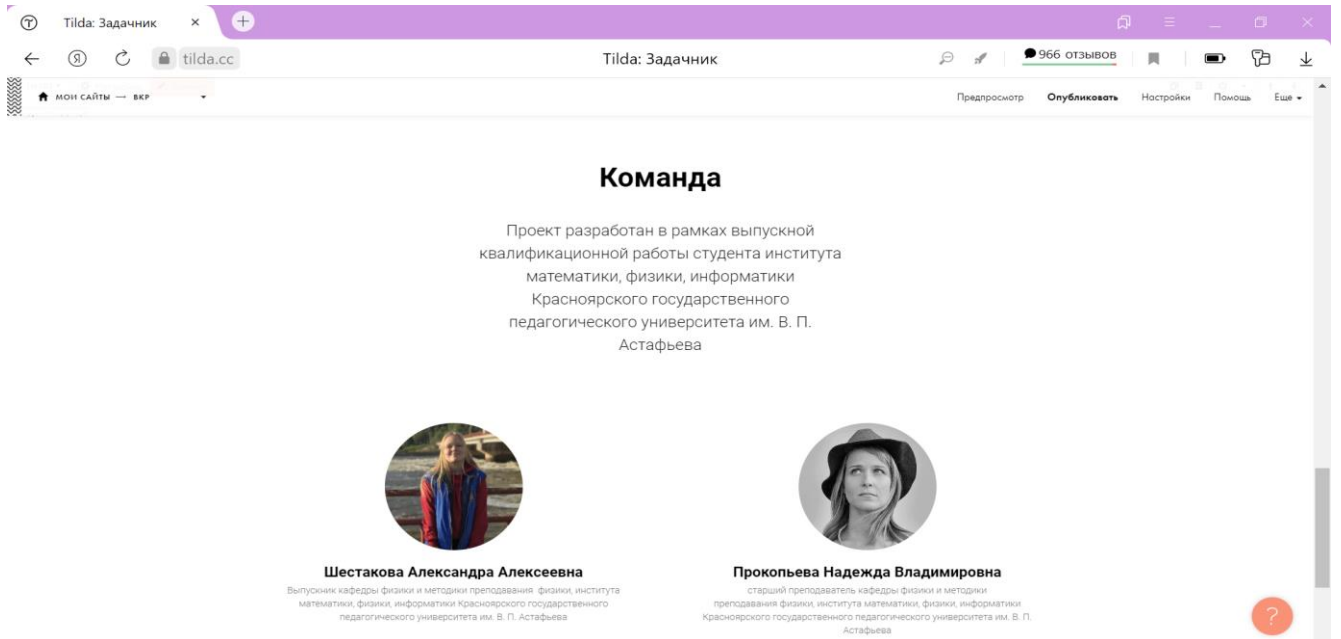 Tilda: Задачник
tilda.cc
Tilda: Задачник
966 отзывов
МОИ САЙТЫ → ВКР
Предпросмотр
Опубликовать
Настройки
Помощь
Еще
Команда
Проект разработан в рамках выпускной
квалификационной работы студента института
математики, физики, информатики
Красноярского государственного
педагогического университета им. В. П.
Астафьева
Шестакова Александра Алексеевна
Выпускник кафедры физики и методики преподавания физики, института
математики, физики, информатики Красноярского государственного
педагогического университета им. В. П. Астафьева
Прокопьева Надежда Владимировна
старший преподаватель кафедры физики и методики
преподавания физики, института математики, физики, информатики
Красноярского государственного педагогического университета им. В. П.
Астафьева
?